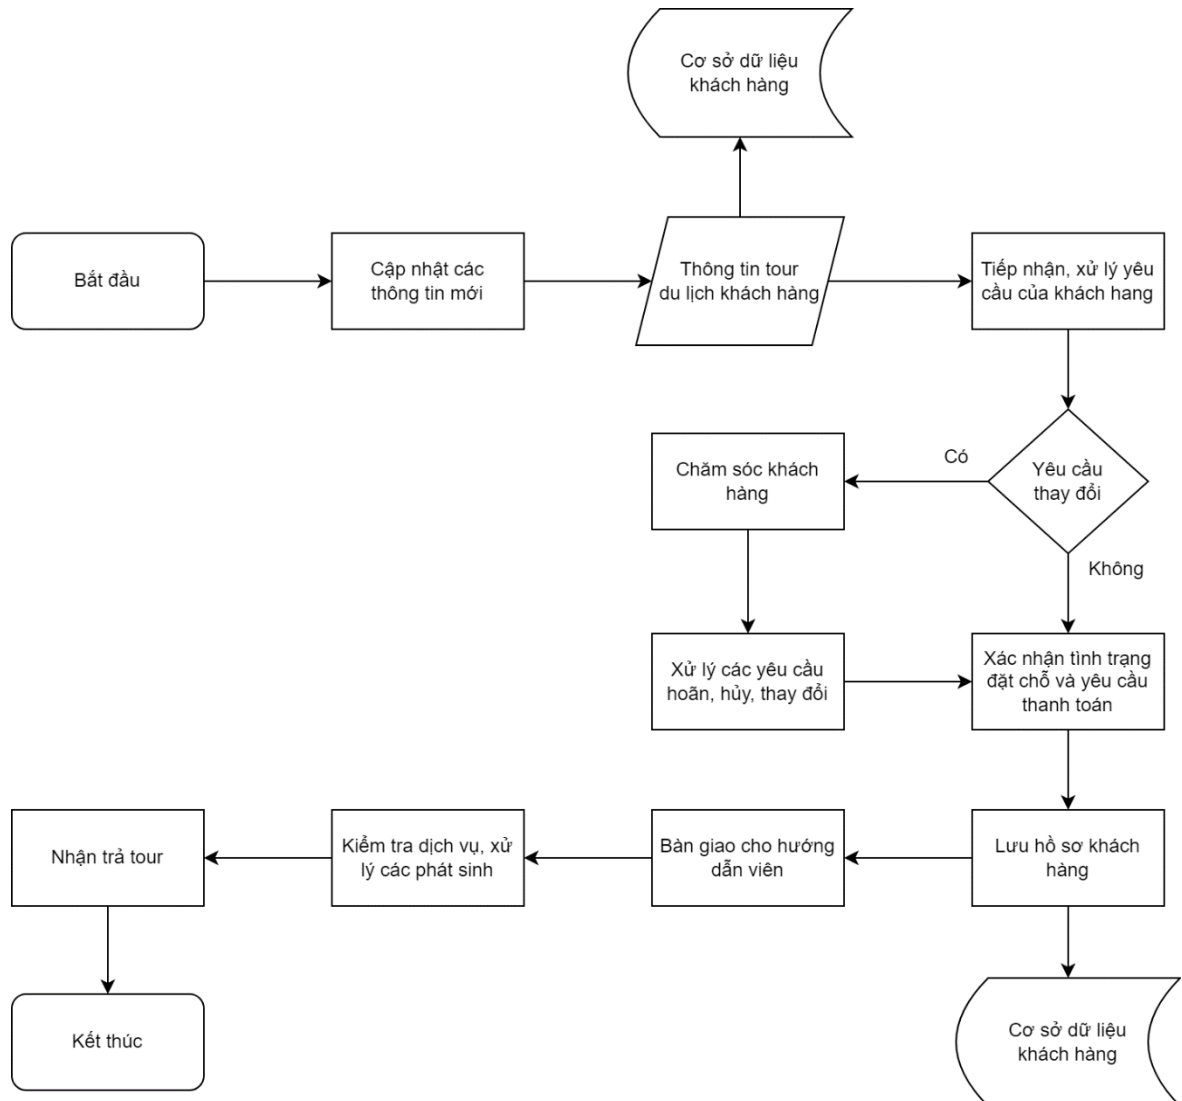 Cơ sở dữ liệu
khách hàng
Bắt đầu
Cập nhật các
thông tin mới
Thông tin tour
du lịch khách hàng
Tiếp nhận, xử lý yêu
cầu của khách hang
Yêu cầu
thay đổi
Có
Không
Chăm sóc khách
hàng
Xử lý các yêu cầu
hoãn, hủy, thay đổi
Xác nhận tình trạng
đặt chỗ và yêu cầu
thanh toán
Lưu hồ sơ khách
hàng
Bàn giao cho hướng
dẫn viên
Kiểm tra dịch vụ, xử
lý các phát sinh
Nhận trả tour
Kết thúc
Cơ sở dữ liệu
khách hàng